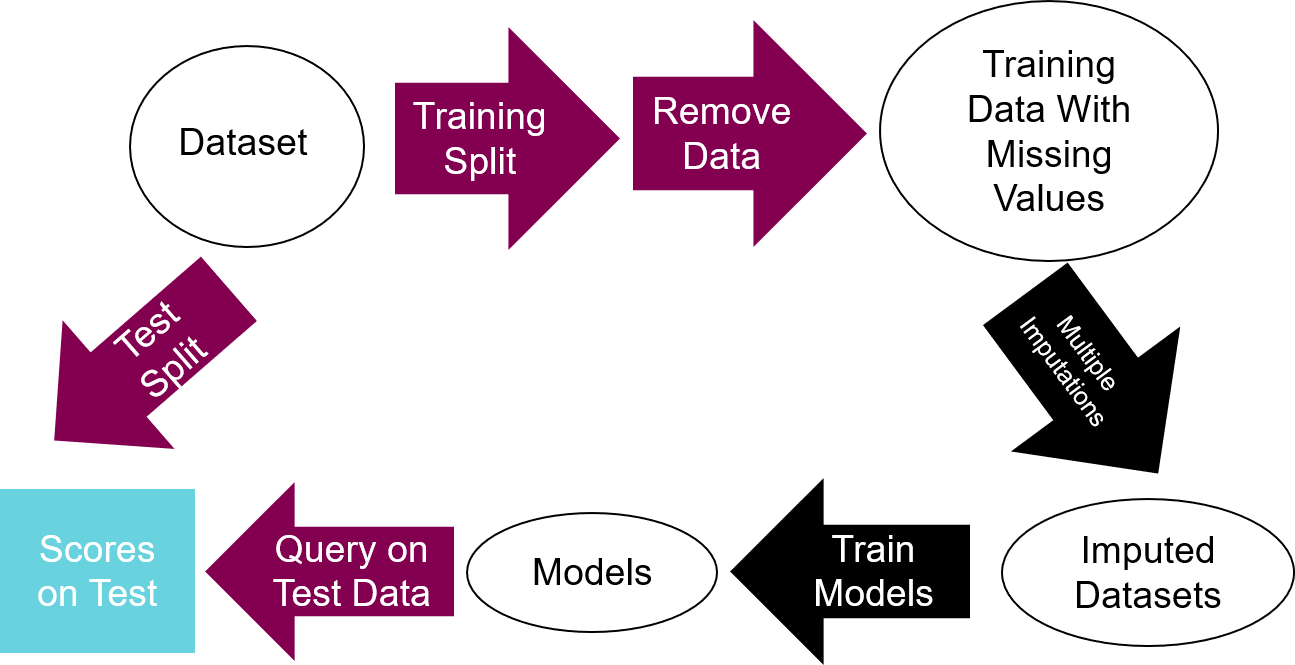 Dataset
Training
Split
Remove
Data
Training
Data With
Missing
Values
Test
Split
Multiple
Imputations
Scores
on Test
Query on
Test Data
Models
Train
Models
Imputed
Datasets